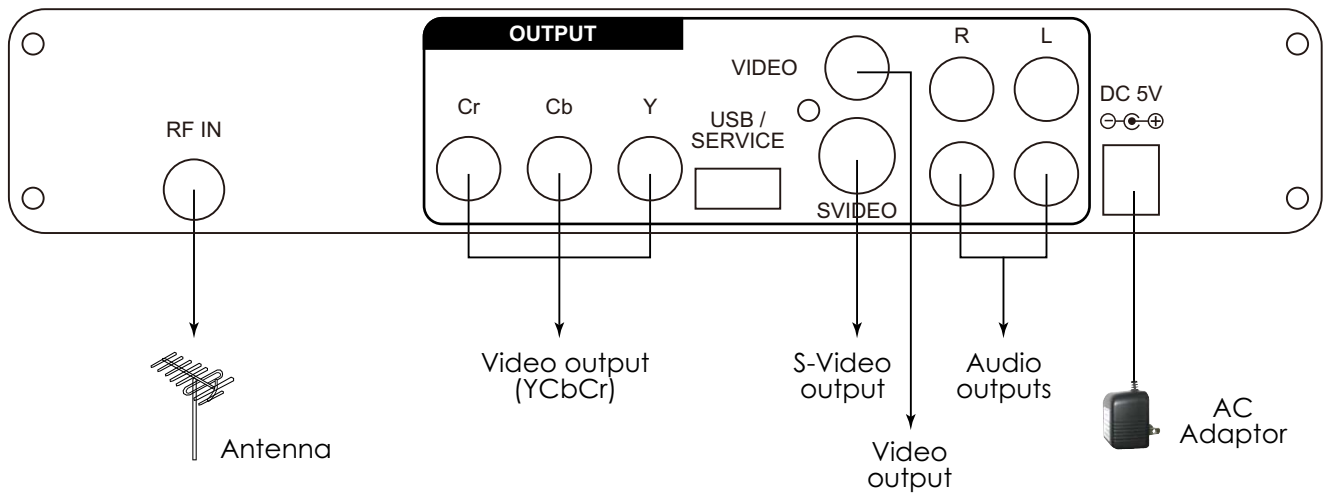 OUTPUT
RF IN
Cr
Cb
Y
USB /
SERVICE
VIDEO
SVIDEO
R
L
DC 5V
Antenna
Video output
(YCbCr)
S-Video
output
Video
output
Audio
outputs
AC
Adaptor